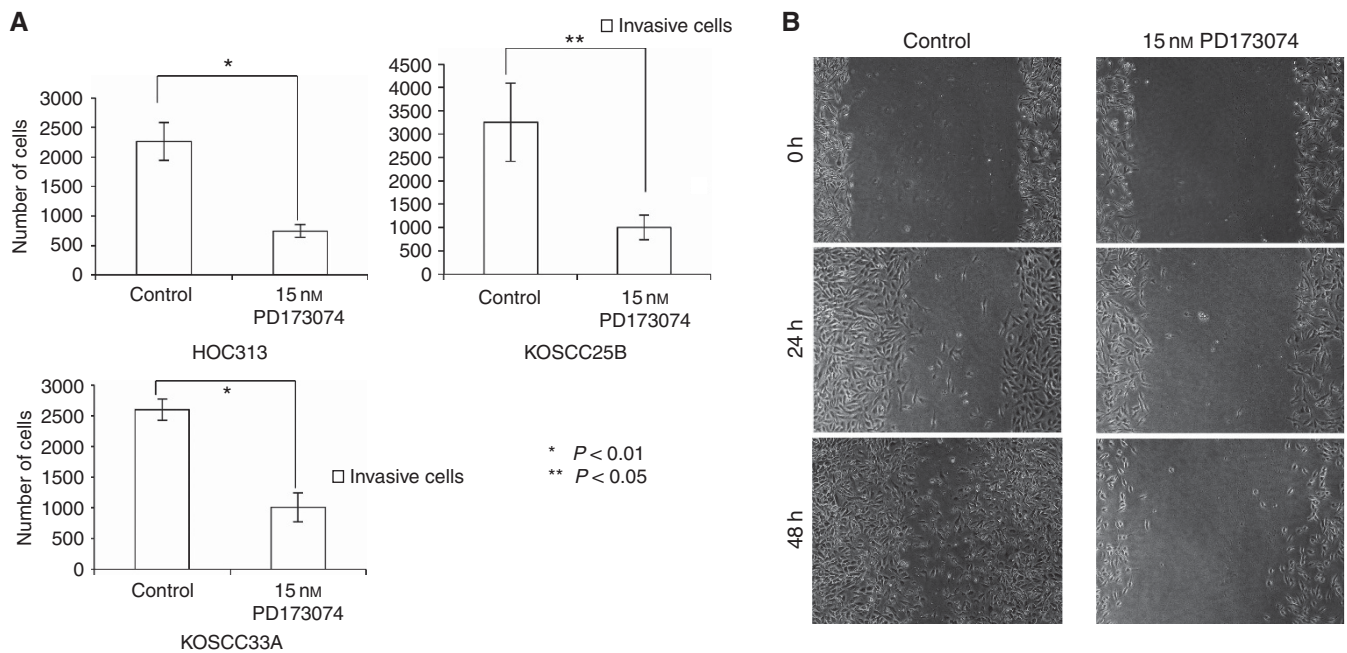 A
□ Invasive cells
*
Number of cells
3000
2500
2000
1500
1000
500
0
Control
15 nM
PD173074
HOC313
**
4500
4000
3500
3000
2500
2000
1500
1000
500
0
Control
15 nM
PD173074
KOSCC25B
*
Number of cells
3000
2500
2000
1500
1000
500
0
Control
15 nM
PD173074
KOSCC33A
□ Invasive cells
* P < 0.01
** P < 0.05
B
Control
15 nM PD173074
0 h
24 h
48 h